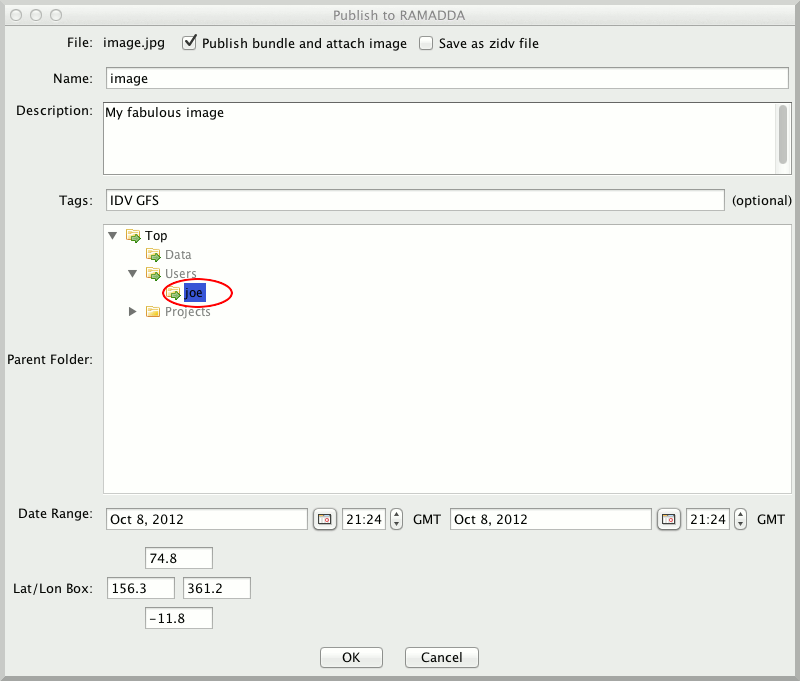 Publish to RAMADDA
File: image.jpg Publish bundle and attach image Save as zidv file
Name: image
Description: My fabulous image
Tags: IDV GFS (optional)
Top
Data
Users
joe
Projects
Parent Folder:
Date Range: Oct 8, 2012 21:24 GMT Oct 8, 2012 21:24 GMT
74.8
Lat/Lon Box: 156.3 361.2
-11.8
OK Cancel